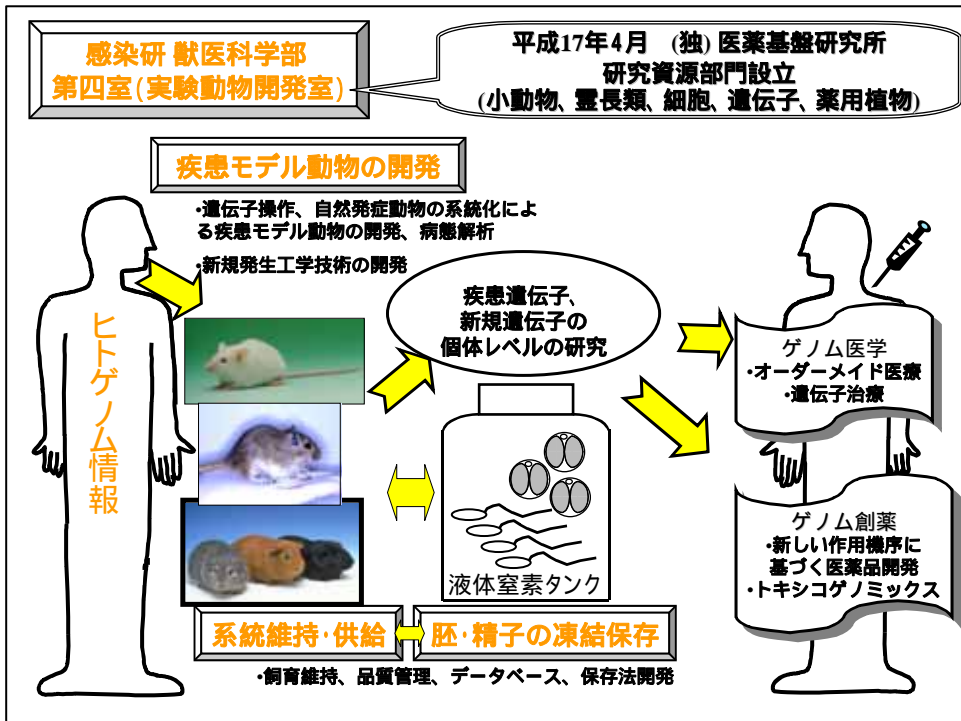 感染研 獣医科学部
第四室(実験動物開発室)
平成17年4月　(独) 医薬基盤研究所
研究資源部門設立
(小動物、霊長類、細胞、遺伝子、薬用植物)
疾患モデル動物の開発
・遺伝子操作、自然発症動物の系統化によ
る疾患モデル動物の開発、病態解析
・新規発生工学技術の開発
ヒトゲノム情報
疾患遺伝子、
新規遺伝子の
個体レベルの研究
ゲノム医学
・オーダーメイド医療
・遺伝子治療
ゲノム創薬
・新しい作用機序に
基づく医薬品開発
・トキシコゲノミックス
液体窒素タンク
系統維持・供給
胚・精子の凍結保存
・飼育維持、品質管理、データベース、保存法開発